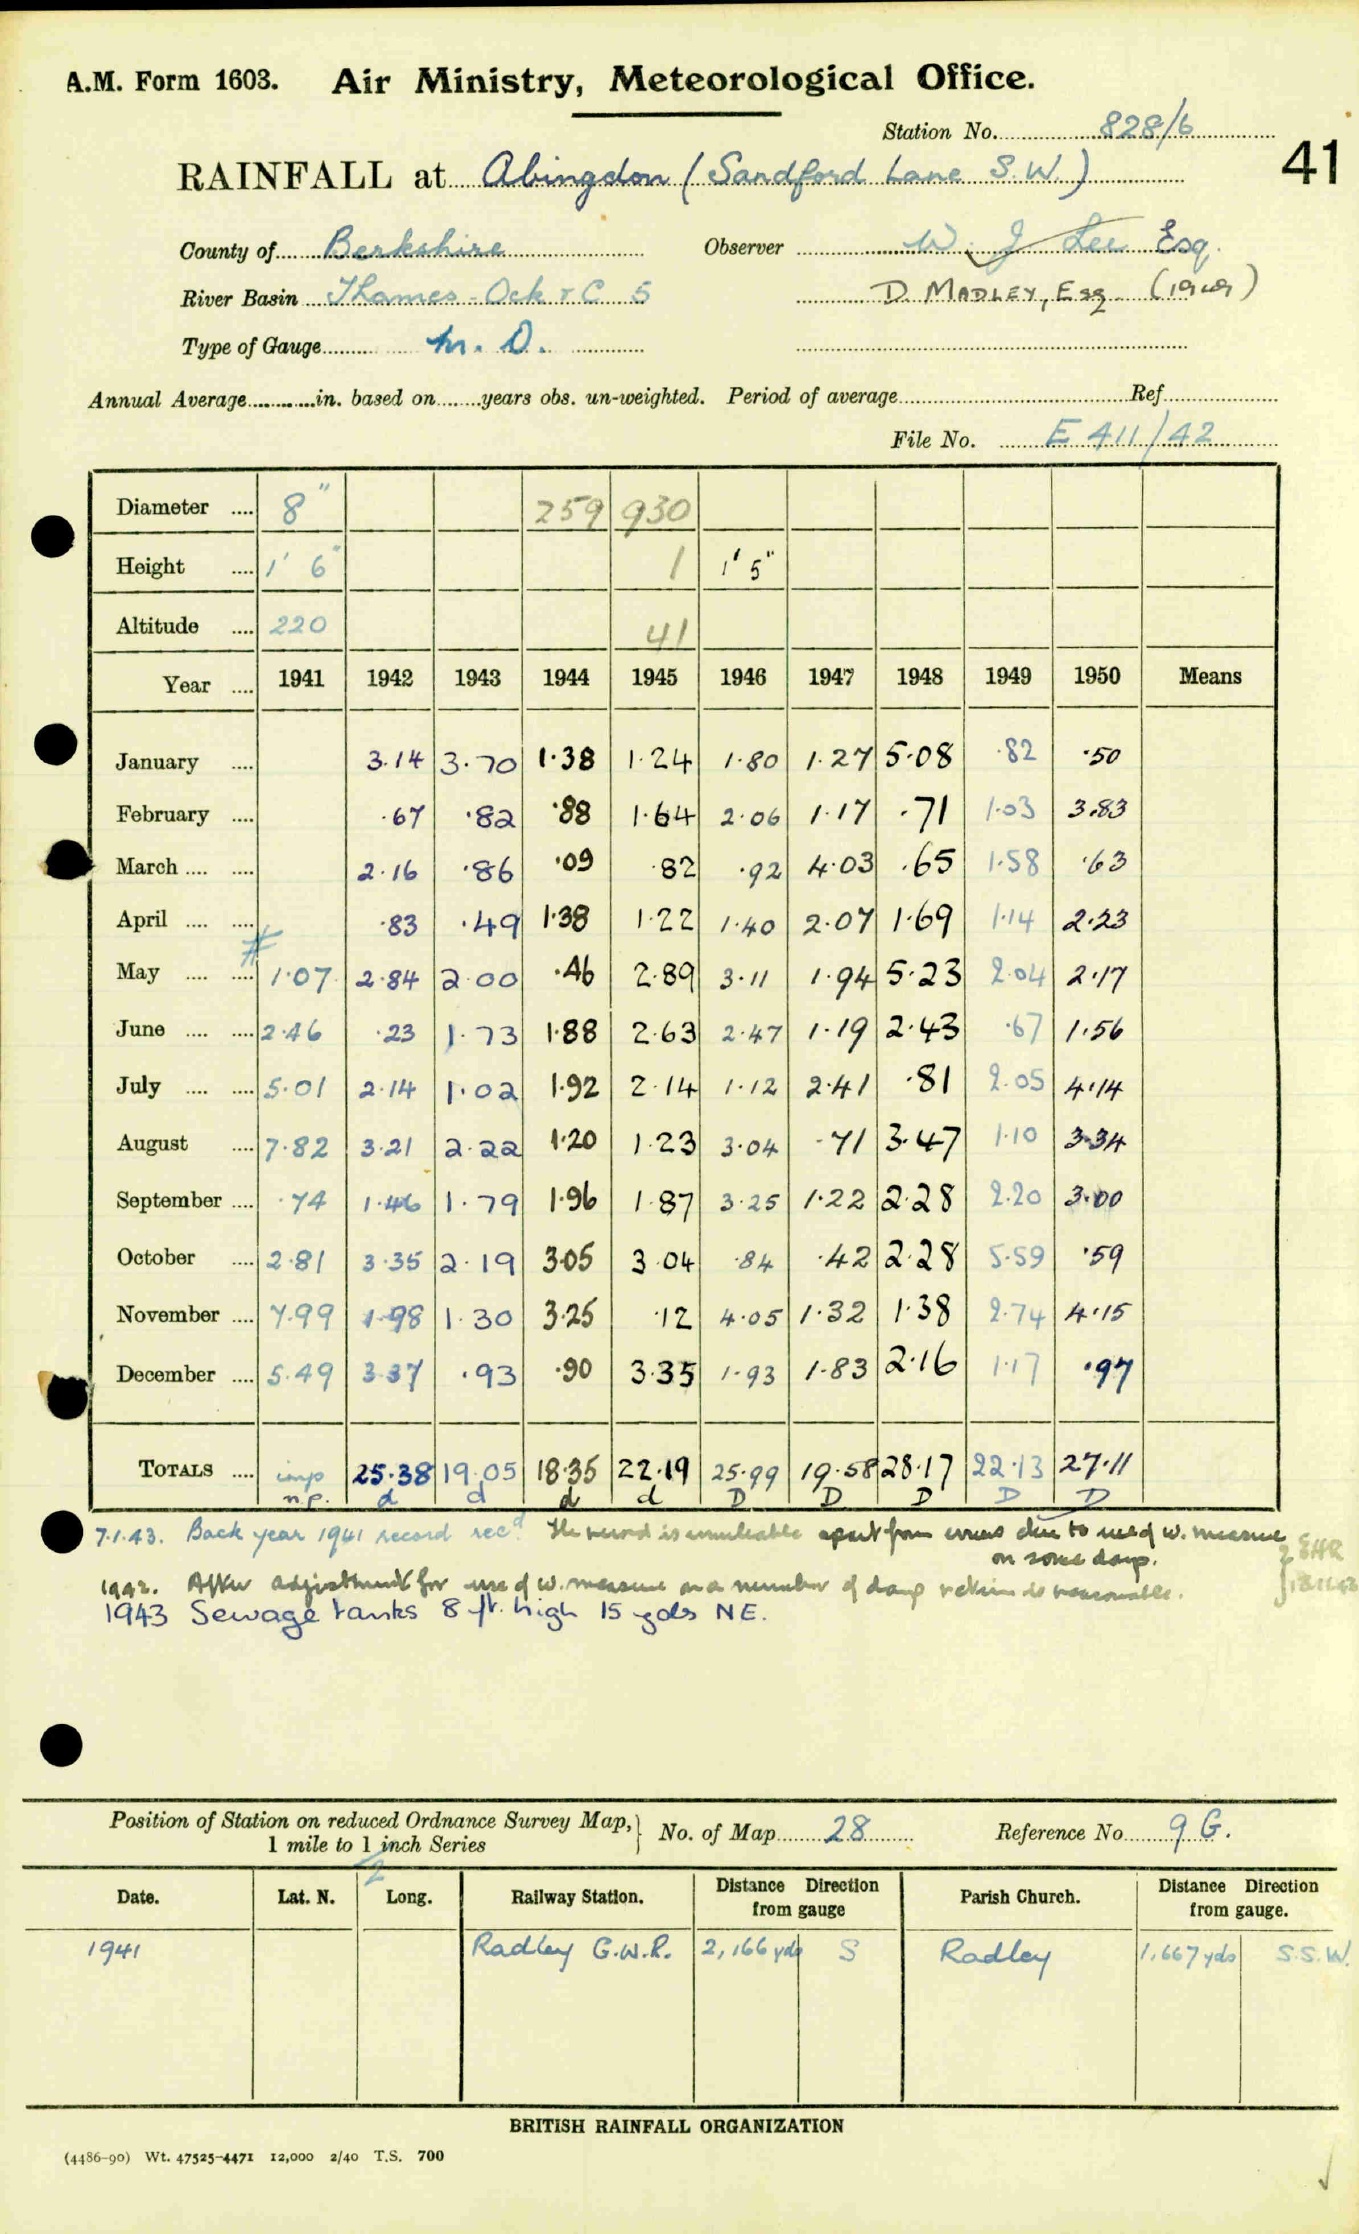 A.M. Form 1603. Air Ministry, Meteorological Office.
Station No. 828/6
41
RAINFALL at Abingdon (Sandford Lane S.W.)
County of Berkshire Observer W. J Lee Esq.
River Basin Thames - Ock + C 5 D. MADLEY, Esq (1949)
Type of Gauge M. O.
Annual Average in. based on years obs. un-weighted. Period of average Ref
File No. E 411/42
Diameter 8" 259 930
Height 1' 6" 1 1' 5"
Altitude 220 41
Year 1941 1942 1943 1944 1945 1946 1947 1948 1949 1950 Means
January 3.14 3.70 1.38 1.24 1.80 1.27 5.08 .82 .50
February .67 .82 .88 1.64 2.06 1.17 .71 1.03 3.83
March 2.16 .86 .09 .82 .92 4.03 .65 1.58 .63
April .83 .49 1.38 1.22 1.40 2.07 1.69 1.14 2.23
May # 1.07 2.84 2.00 .46 2.89 3.11 1.94 5.23 2.04 2.17
June 2.46 .23 1.73 1.88 2.63 2.47 1.19 2.43 .67 1.56
July 5.01 2.14 1.02 1.92 2.14 1.12 2.41 .81 2.05 4.14
August 7.82 3.21 2.22 1.20 1.23 3.04 .71 3.47 1.10 3.34
September .74 1.46 1.79 1.96 1.87 3.25 1.22 2.28 2.20 3.00
October 2.81 3.35 2.19 3.05 3.04 .84 .42 2.28 5.59 .59
November 7.99 1.98 1.30 3.25 .12 4.05 1.32 1.38 2.74 4.15
December 5.49 3.37 .93 .90 3.35 1.93 1.83 2.16 1.17 .97
TOTALS imp 25.38 19.05 18.35 22.19 25.99 19.58 28.17 22.13 27.11
n.p. d d d d D D D D D
7.1.43. Back year 1941 record recd. The record is unreliable apart from errors due to use of w. measure
on some days.
1942. After adjustment for use of w. measure on a number of days return is reasonable.
1943 Sewage tanks 8 ft. high 15 yds NE.
Position of Station on reduced Ordnance Survey Map, No. of Map 28 Reference No 9 G.
1 mile to 1 inch Series
2
Date. Lat. N. Long. Railway Station. Distance Direction from gauge Parish Church. Distance Direction from gauge.
1941 Radley G.W.R. 2,166 yds S Radley 1,667 yds S.S.W.
BRITISH RAINFALL ORGANIZATION
(4486-90) Wt. 47525-4471 12,000 2/40 T.S. 700